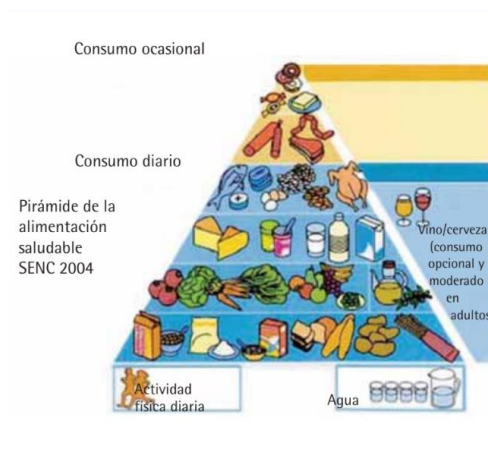 Consumo ocasional
Consumo diario
Pirámide de la
alimentación
saludable
SENC 2004
Vino/cerveza
(consumo
opcional y
moderado
en
adultos
Actividad
física diaria
Agua